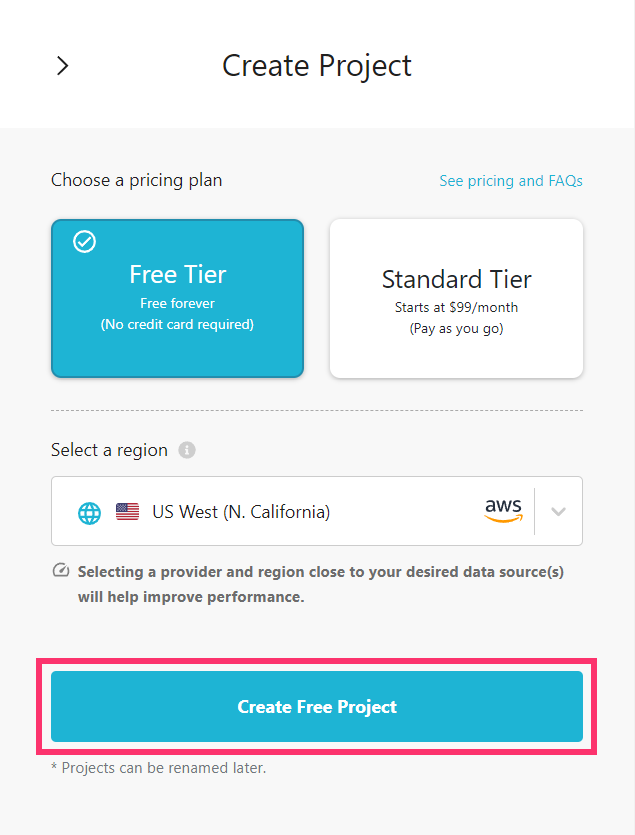 Create Project
Choose a pricing plan
See pricing and FAQs
Free Tier
Free forever
(No credit card required)
Standard Tier
Starts at $99/month
(Pay as you go)
Select a region
US West (N. California)
aws
Selecting a provider and region close to your desired data source(s)
will help improve performance.
Create Free Project
* Projects can be renamed later.